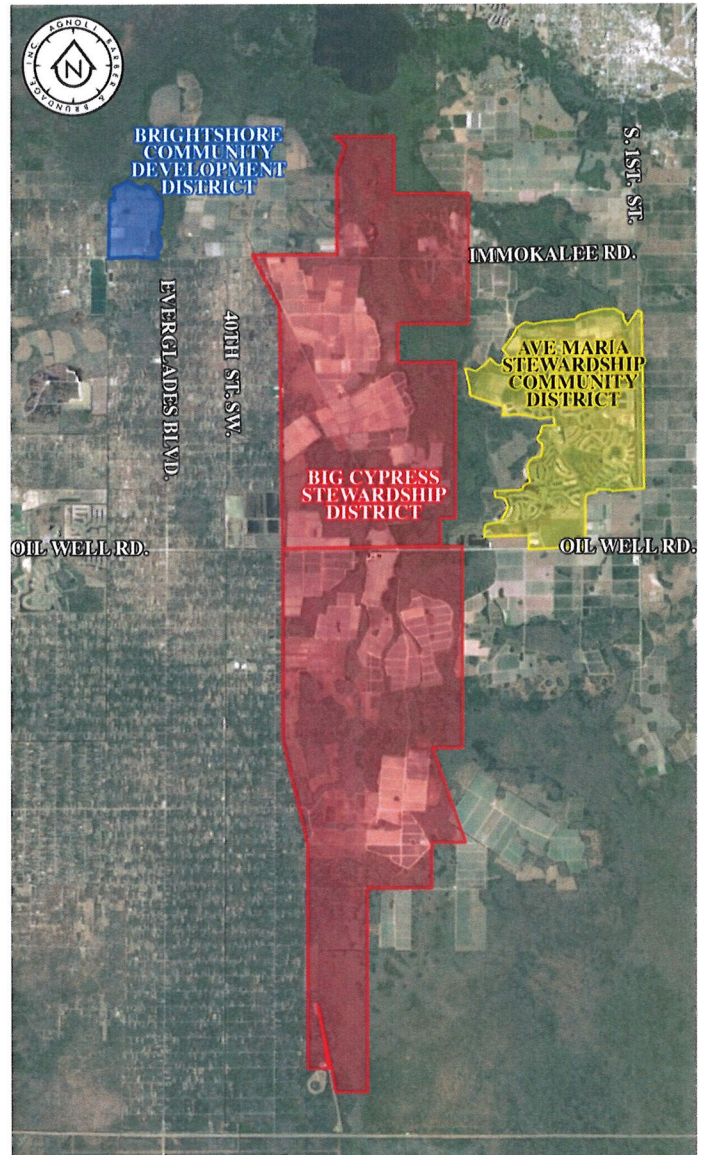 AGNOLI BARBER & BRUNDAGE INC
N
BRIGHTSHORE
COMMUNITY
DEVELOPMENT
DISTRICT
S. 1ST. ST.
IMMOKALEE RD.
EVERGLADES BLVD.
40TH ST. SW.
AVE MARIA
STEWARDSHIP
COMMUNITY
DISTRICT
BIG CYPRESS
STEWARDSHIP
DISTRICT
OIL WELL RD.
OIL WELL RD.